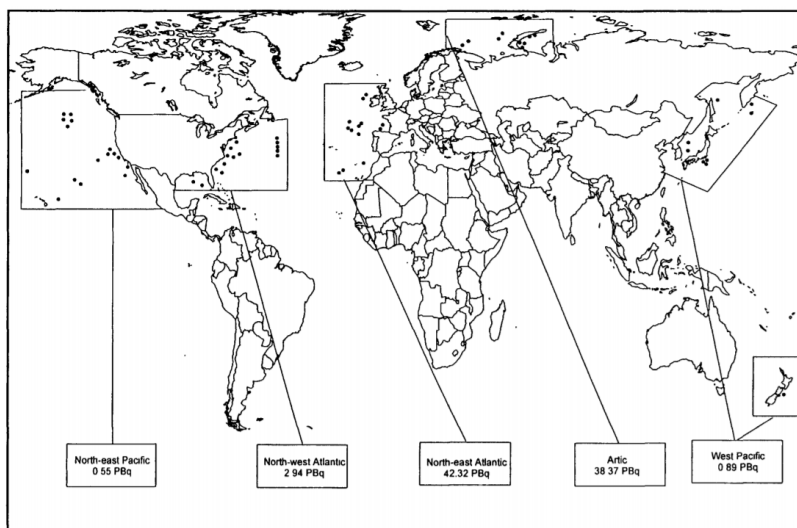 North-east Pacific
0 55 PBq
North-west Atlantic
2 94 PBq
North-east Atlantic
42.32 PBq
Artic
38 37 PBq
West Pacific
0 89 PBq